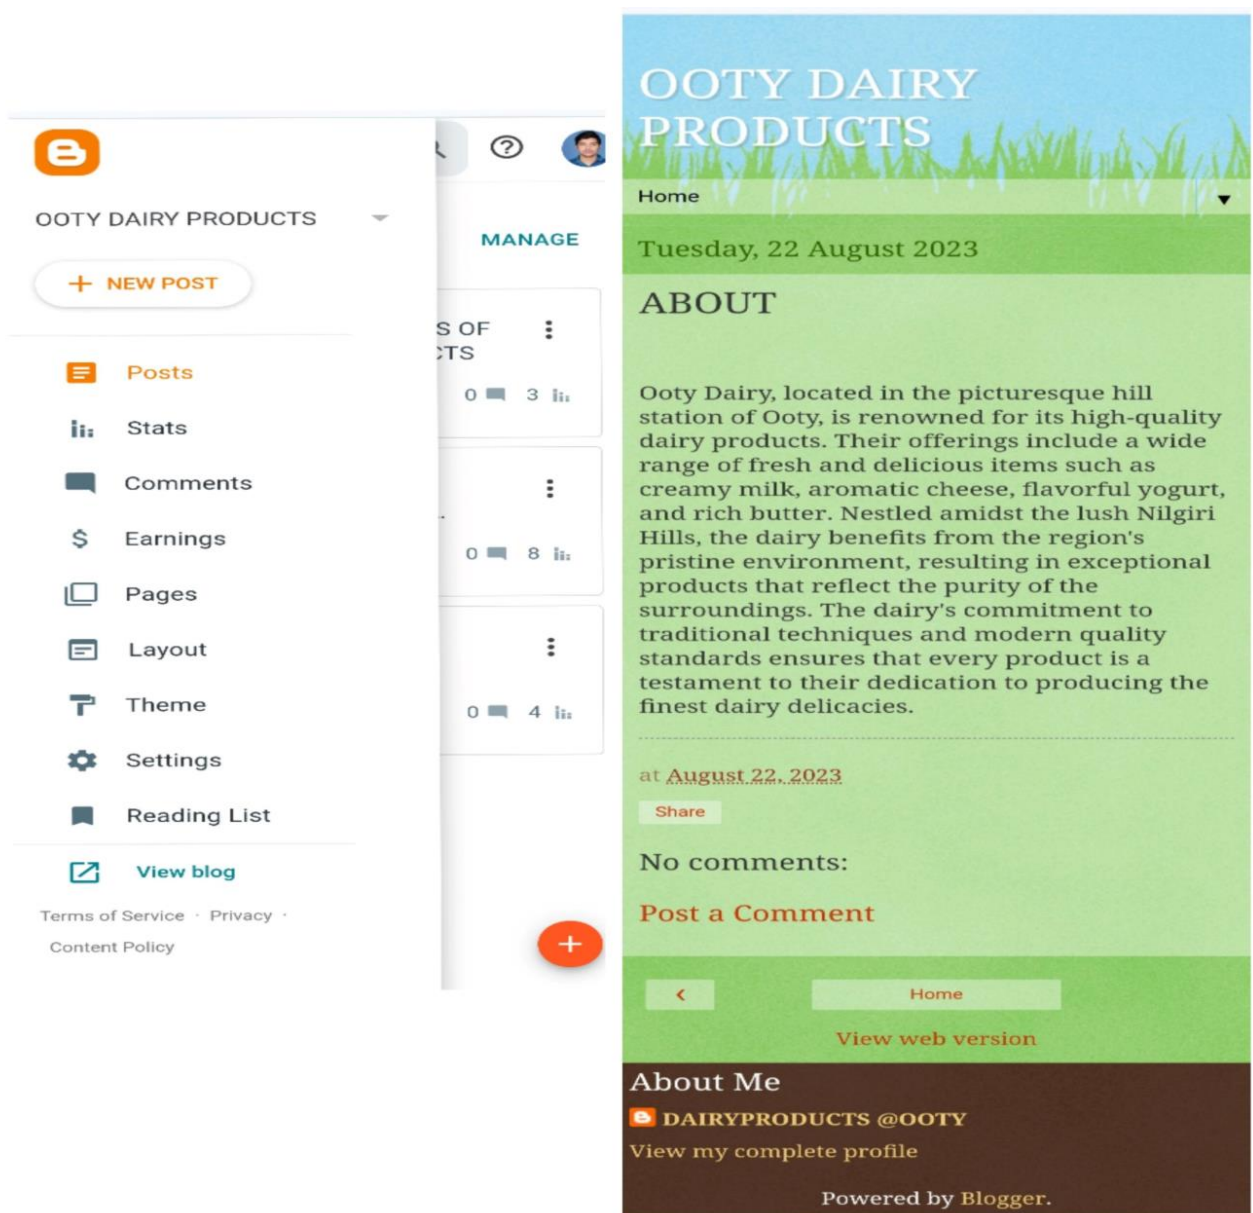 OOTY DAIRY PRODUCTS
MANAGE
+ NEW POST
S OF
CTS
0 3
Posts
Stats
Comments
0 8
Earnings
Pages
Layout
Theme
0 4
Settings
Reading List
View blog
Terms of Service · Privacy ·
Content Policy
OOTY DAIRY
PRODUCTS
Home
Tuesday, 22 August 2023
ABOUT
Ooty Dairy, located in the picturesque hill
station of Ooty, is renowned for its high-quality
dairy products. Their offerings include a wide
range of fresh and delicious items such as
creamy milk, aromatic cheese, flavorful yogurt,
and rich butter. Nestled amidst the lush Nilgiri
Hills, the dairy benefits from the region's
pristine environment, resulting in exceptional
products that reflect the purity of the
surroundings. The dairy's commitment to
traditional techniques and modern quality
standards ensures that every product is a
testament to their dedication to producing the
finest dairy delicacies.
at August 22, 2023
Share
No comments:
Post a Comment
Home
View web version
About Me
DAIRYPRODUCTS @OOTY
View my complete profile
Powered by Blogger.